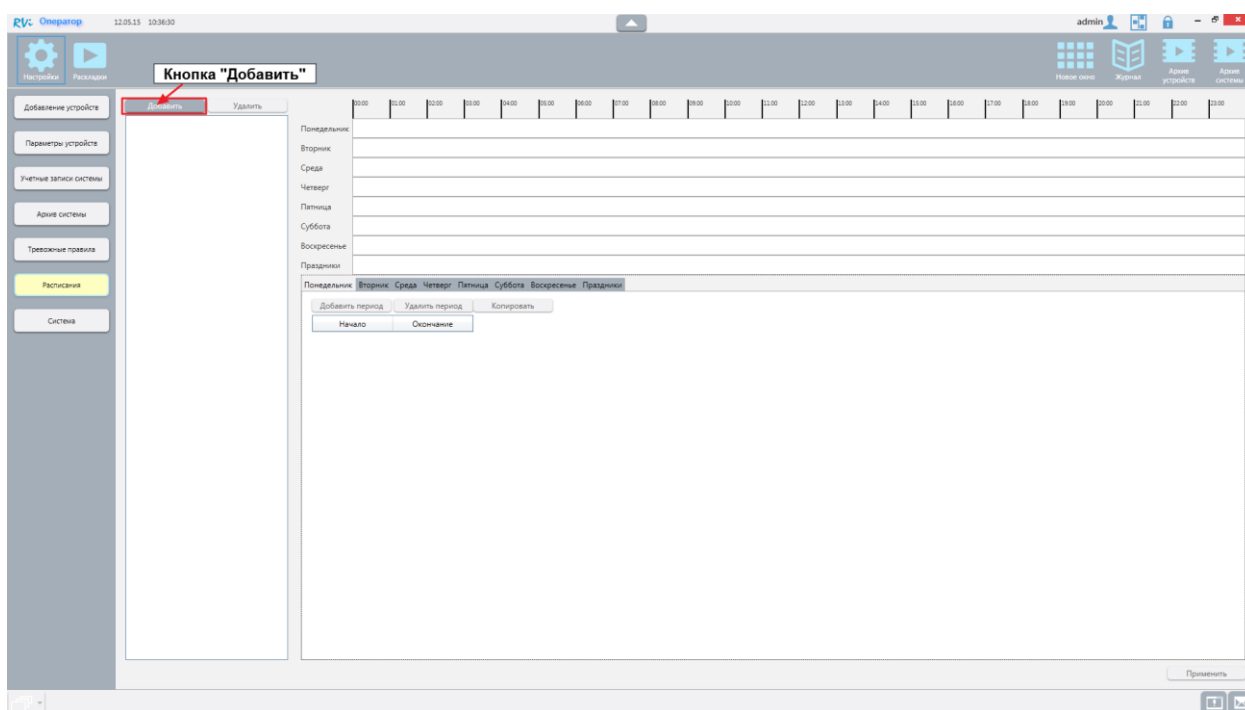 RVi Оператор 12.05.15 10:36:30 admin
Настройки Раскладки Новое окно Журнал Архив устройств Архив системы
Кнопка "Добавить"
Добавление устройств
Параметры устройств
Учетные записи системы
Архив системы
Тревожные правила
Расписания
Система
Добавить Удалить
00:00 01:00 02:00 03:00 04:00 05:00 06:00 07:00 08:00 09:00 10:00 11:00 12:00 13:00 14:00 15:00 16:00 17:00 18:00 19:00 20:00 21:00 22:00 23:00
Понедельник
Вторник
Среда
Четверг
Пятница
Суббота
Воскресенье
Праздники
Понедельник Вторник Среда Четверг Пятница Суббота Воскресенье Праздники
Добавить период Удалить период Копировать
Начало Окончание
Применить